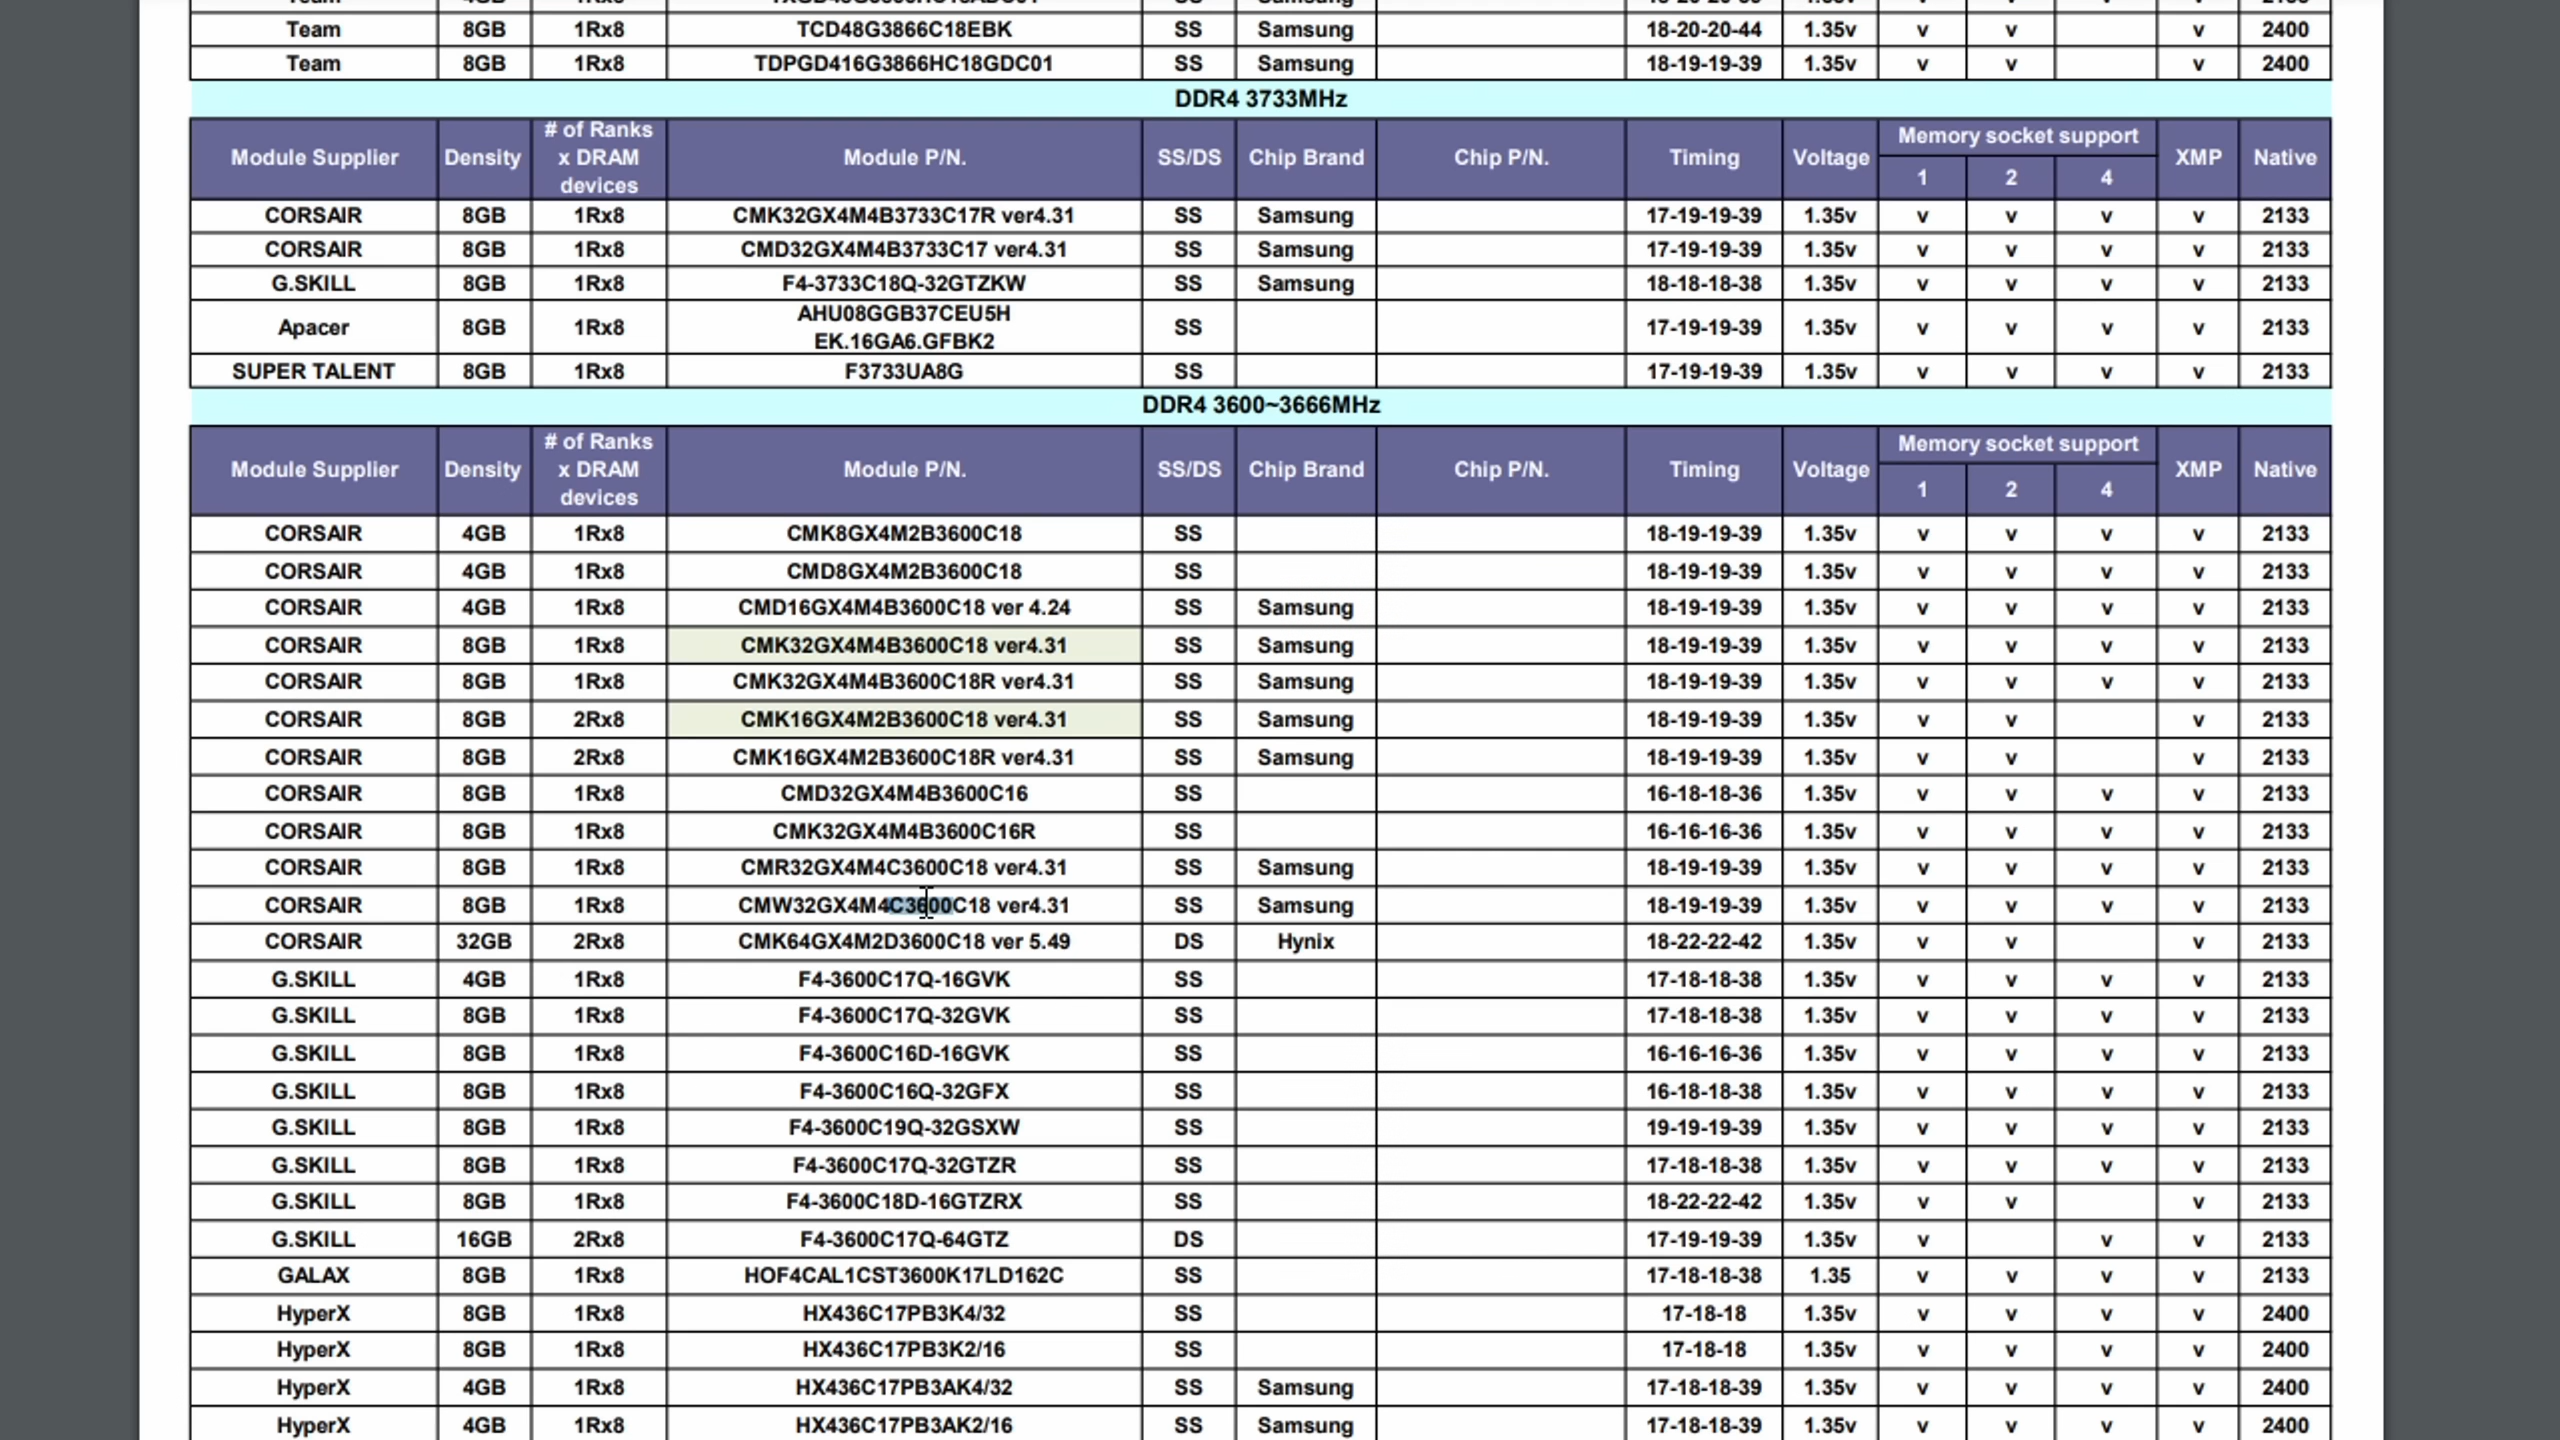 Team 8GB 1Rx8 TCD48G3866C18EBK SS Samsung 18-20-20-44 1.35v v v v 2400
Team 8GB 1Rx8 TDPGD416G3866HC18GDC01 SS Samsung 18-19-19-39 1.35v v v v 2400
DDR4 3733MHz
Module Supplier Density # of Ranks x DRAM devices Module P/N. SS/DS Chip Brand Chip P/N. Timing Voltage Memory socket support 1 2 4 XMP Native
CORSAIR 8GB 1Rx8 CMK32GX4M4B3733C17R ver4.31 SS Samsung 17-19-19-39 1.35v v v v v 2133
CORSAIR 8GB 1Rx8 CMD32GX4M4B3733C17 ver4.31 SS Samsung 17-19-19-39 1.35v v v v v 2133
G.SKILL 8GB 1Rx8 F4-3733C18Q-32GTZKW SS Samsung 18-18-18-38 1.35v v v v v 2133
Apacer 8GB 1Rx8 AHU08GGB37CEU5H EK.16GA6.GFBK2 SS 17-19-19-39 1.35v v v v v 2133
SUPER TALENT 8GB 1Rx8 F3733UA8G SS 17-19-19-39 1.35v v v v v 2133
DDR4 3600~3666MHz
Module Supplier Density # of Ranks x DRAM devices Module P/N. SS/DS Chip Brand Chip P/N. Timing Voltage Memory socket support 1 2 4 XMP Native
CORSAIR 4GB 1Rx8 CMK8GX4M2B3600C18 SS 18-19-19-39 1.35v v v v v 2133
CORSAIR 4GB 1Rx8 CMD8GX4M2B3600C18 SS 18-19-19-39 1.35v v v v v 2133
CORSAIR 4GB 1Rx8 CMD16GX4M4B3600C18 ver 4.24 SS Samsung 18-19-19-39 1.35v v v v v 2133
CORSAIR 8GB 1Rx8 CMK32GX4M4B3600C18 ver4.31 SS Samsung 18-19-19-39 1.35v v v v v 2133
CORSAIR 8GB 1Rx8 CMK32GX4M4B3600C18R ver4.31 SS Samsung 18-19-19-39 1.35v v v v v 2133
CORSAIR 8GB 2Rx8 CMK16GX4M2B3600C18 ver4.31 SS Samsung 18-19-19-39 1.35v v v v 2133
CORSAIR 8GB 2Rx8 CMK16GX4M2B3600C18R ver4.31 SS Samsung 18-19-19-39 1.35v v v v 2133
CORSAIR 8GB 1Rx8 CMD32GX4M4B3600C16 SS 16-18-18-36 1.35v v v v v 2133
CORSAIR 8GB 1Rx8 CMK32GX4M4B3600C16R SS 16-16-16-36 1.35v v v v v 2133
CORSAIR 8GB 1Rx8 CMR32GX4M4C3600C18 ver4.31 SS Samsung 18-19-19-39 1.35v v v v v 2133
CORSAIR 8GB 1Rx8 CMW32GX4M4C3600C18 ver4.31 SS Samsung 18-19-19-39 1.35v v v v v 2133
CORSAIR 32GB 2Rx8 CMK64GX4M2D3600C18 ver 5.49 DS Hynix 18-22-22-42 1.35v v v v 2133
G.SKILL 4GB 1Rx8 F4-3600C17Q-16GVK SS 17-18-18-38 1.35v v v v v 2133
G.SKILL 8GB 1Rx8 F4-3600C17Q-32GVK SS 17-18-18-38 1.35v v v v v 2133
G.SKILL 8GB 1Rx8 F4-3600C16D-16GVK SS 16-16-16-36 1.35v v v v v 2133
G.SKILL 8GB 1Rx8 F4-3600C16Q-32GFX SS 16-18-18-38 1.35v v v v v 2133
G.SKILL 8GB 1Rx8 F4-3600C19Q-32GSXW SS 19-19-19-39 1.35v v v v v 2133
G.SKILL 8GB 1Rx8 F4-3600C17Q-32GTZR SS 17-18-18-38 1.35v v v v v 2133
G.SKILL 8GB 1Rx8 F4-3600C18D-16GTZRX SS 18-22-22-42 1.35v v v v 2133
G.SKILL 16GB 2Rx8 F4-3600C17Q-64GTZ DS 17-19-19-39 1.35v v v v 2133
GALAX 8GB 1Rx8 HOF4CAL1CST3600K17LD162C SS 17-18-18-38 1.35 v v v v 2133
HyperX 8GB 1Rx8 HX436C17PB3K4/32 SS 17-18-18 1.35v v v v v 2400
HyperX 8GB 1Rx8 HX436C17PB3K2/16 SS 17-18-18 1.35v v v v v 2400
HyperX 4GB 1Rx8 HX436C17PB3AK4/32 SS Samsung 17-18-18-39 1.35v v v v v 2400
HyperX 4GB 1Rx8 HX436C17PB3AK2/16 SS Samsung 17-18-18-39 1.35v v v v v 2400